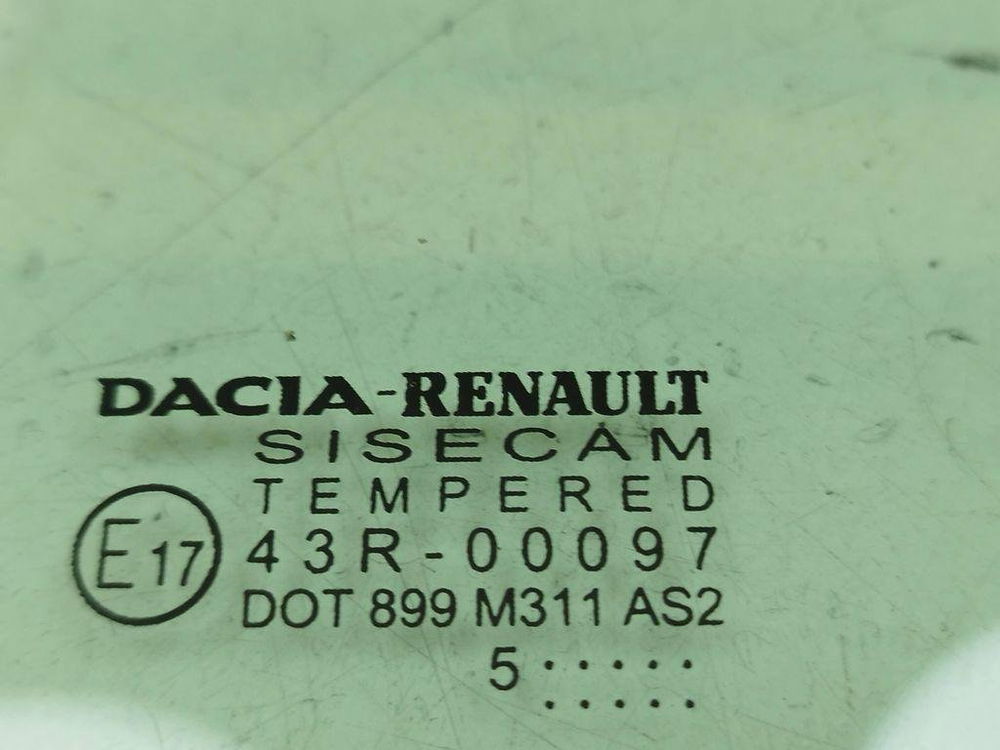 DACIA-RENAULT
SISECAM
TEMPERED
E17 43R-00097
DOT 899 M311 AS2
5 ·····
·····